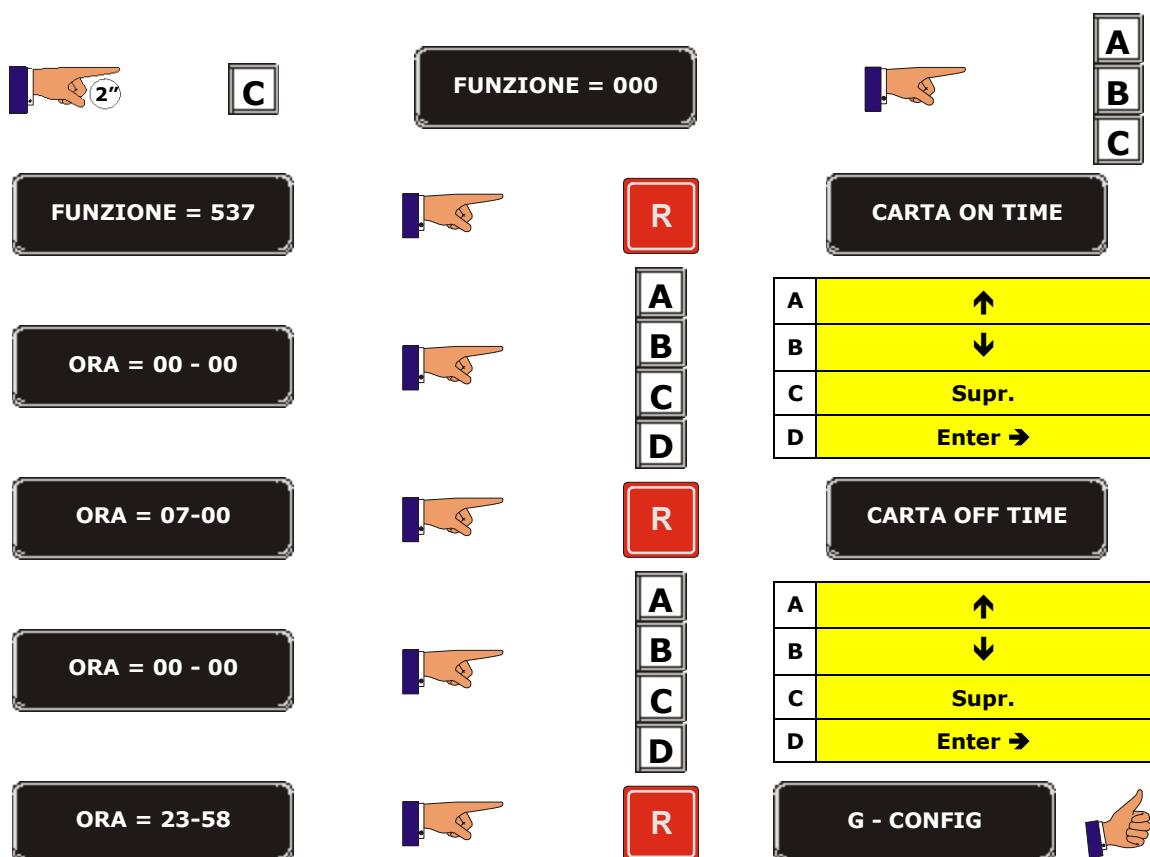 2” C FUNZIONE = 000 A
B
C
FUNZIONE = 537 R CARTA ON TIME
ORA = 00 - 00
A
B
C
D
A ↑
B ↓
C Supr.
D Enter →
ORA = 07-00 R CARTA OFF TIME
ORA = 00 - 00
A
B
C
D
A ↑
B ↓
C Supr.
D Enter →
ORA = 23-58 R G - CONFIG